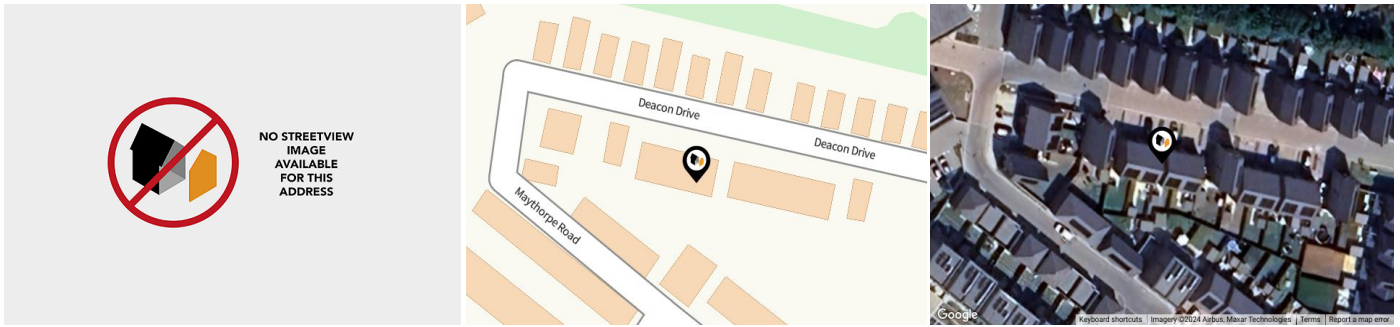 NO STREETVIEW
IMAGE
AVAILABLE
FOR THIS
ADDRESS
Deacon Drive
Deacon Drive
Maythorpe Road
Google
Keyboard shortcuts
Imagery ©2024 Airbus, Maxar Technologies
Terms
Report a map error